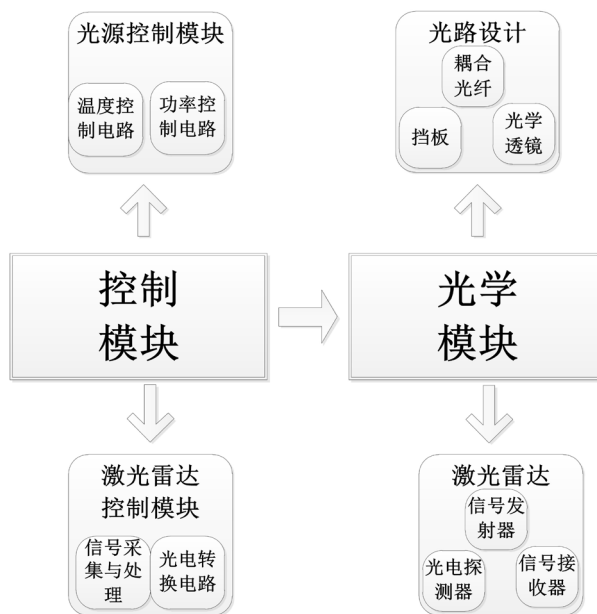 光源控制模块
温度控
制电路
功率控
制电路
光路设计
耦合
光纤
挡板
光学
透镜
控制
模块
光学
模块
激光雷达
控制模块
信号采
集与处
理
光电转
换电路
激光雷达
信号发
射器
光电探
测器
信号接
收器